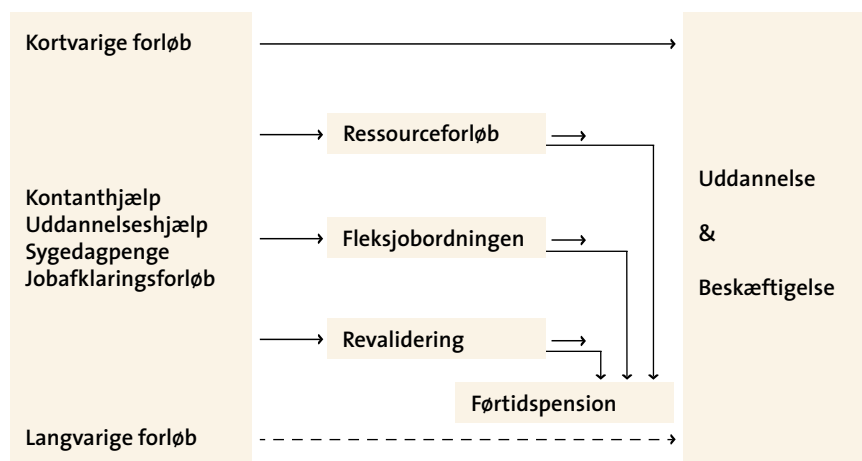 Kortvarige forløb
Kontanthjælp
Uddannelseshjælp
Sygedagpenge
Jobafklaringsforløb
Langvarige forløb
Ressourceforløb
Fleksjobordningen
Revalidering
Førtidspension
Uddannelse
&
Beskæftigelse